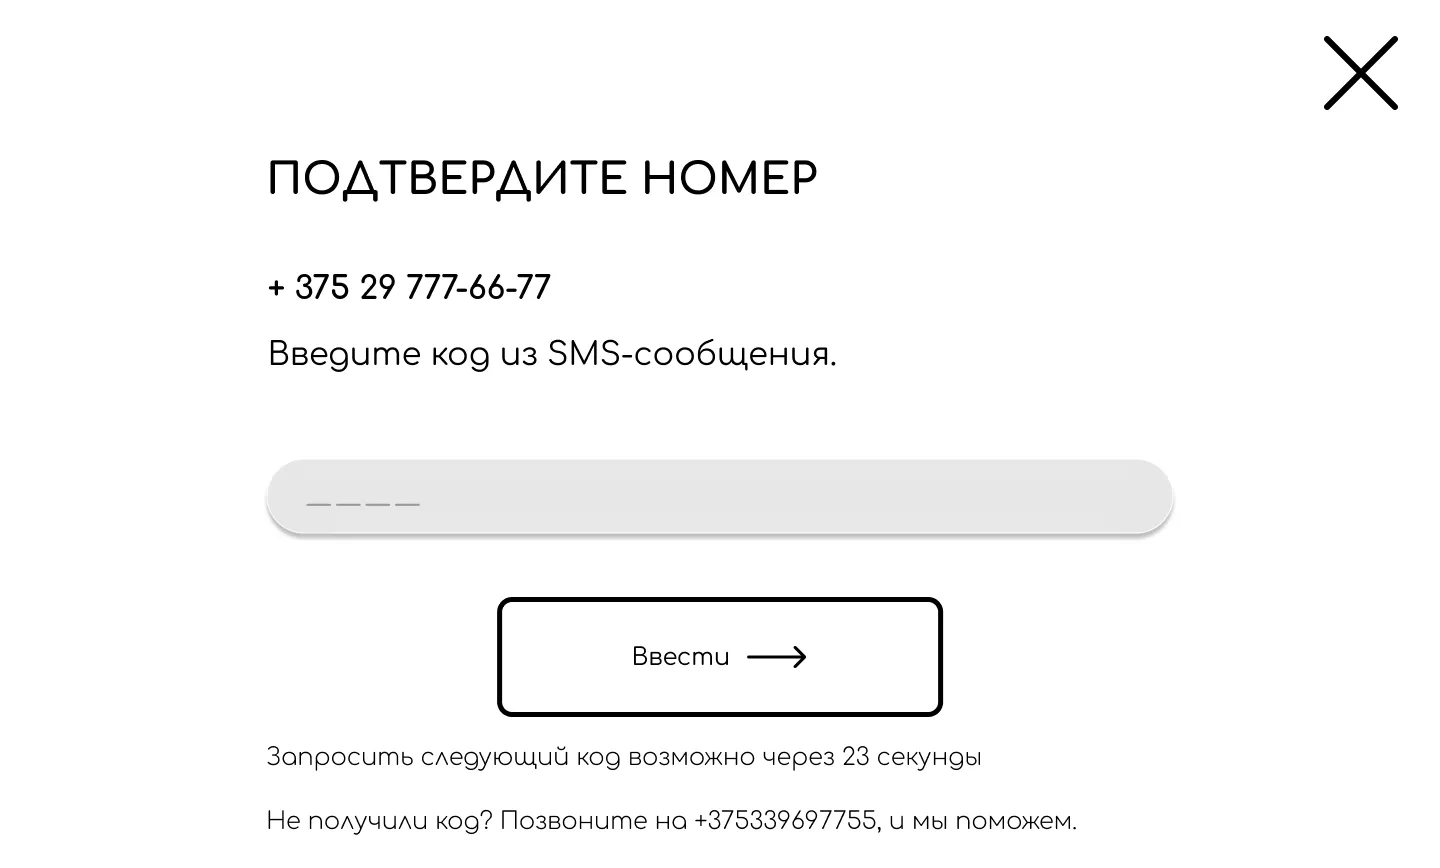 ПОДТВЕРДИТЕ НОМЕР
+ 375 29 777-66-77
Введите код из SMS-сообщения.
_ _ _ _
Ввести
Запросить следующий код возможно через 23 секунды
Не получили код? Позвоните на +375339697755, и мы поможем.